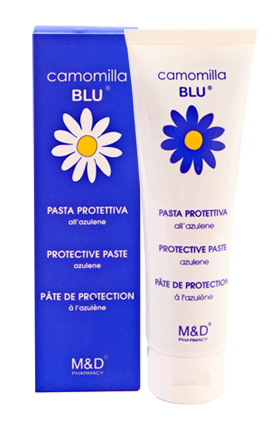 camomilla
BLU®
PASTA PROTETTIVA
all'azulene
PROTECTIVE PASTE
azulene
PÂTE DE PROTECTION
à l'azulène
M&D®
PHARMACY
camomilla
BLU®
PASTA PROTETTIVA
all'azulene
PROTECTIVE PASTE
azulene
PÂTE DE PROTECTION
à l'azulène
M&D®
PHARMACY